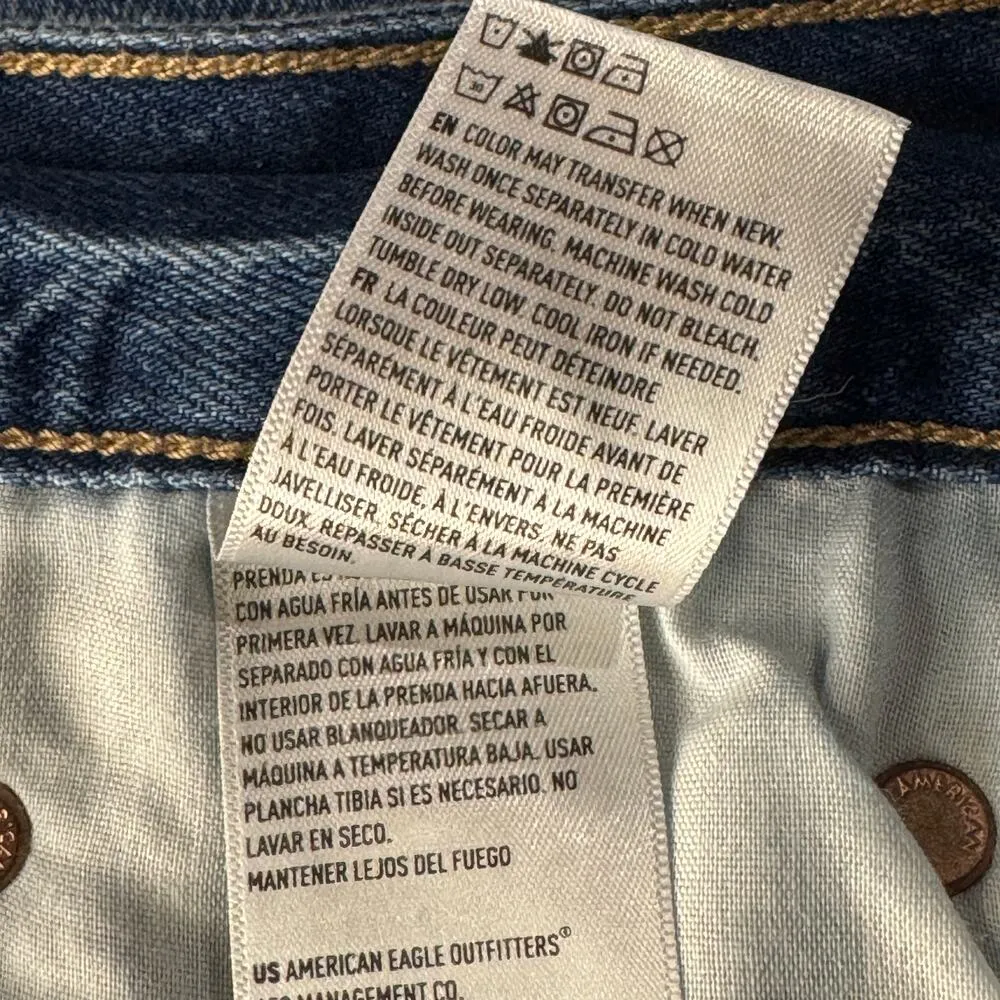 EN COLOR MAY TRANSFER WHEN NEW.
WASH ONCE SEPARATELY IN COLD WATER
BEFORE WEARING. MACHINE WASH COLD
INSIDE OUT SEPARATELY. DO NOT BLEACH.
TUMBLE DRY LOW. COOL IRON IF NEEDED.
FR LA COULEUR PEUT DÉTEINDRE
LORSQUE LE VÊTEMENT EST NEUF. LAVER
SÉPARÉMENT À L'EAU FROIDE AVANT DE
PORTER LE VÊTEMENT POUR LA PREMIÈRE
FOIS. LAVER SÉPARÉMENT À LA MACHINE
À L'EAU FROIDE, À L'ENVERS. NE PAS
JAVELLISER. SÉCHER À LA MACHINE CYCLE
DOUX. REPASSER À BASSE TEMPÉRATURE
AU BESOIN.
PRENDA
CON AGUA FRÍA ANTES DE USAR POR
PRIMERA VEZ. LAVAR A MÁQUINA POR
SEPARADO CON AGUA FRÍA Y CON EL
INTERIOR DE LA PRENDA HACIA AFUERA.
NO USAR BLANQUEADOR. SECAR A
MÁQUINA A TEMPERATURA BAJA. USAR
PLANCHA TIBIA SI ES NECESARIO. NO
LAVAR EN SECO.
MANTENER LEJOS DEL FUEGO
US AMERICAN EAGLE OUTFITTERS®
AEO MANAGEMENT CO.
AMERICAN